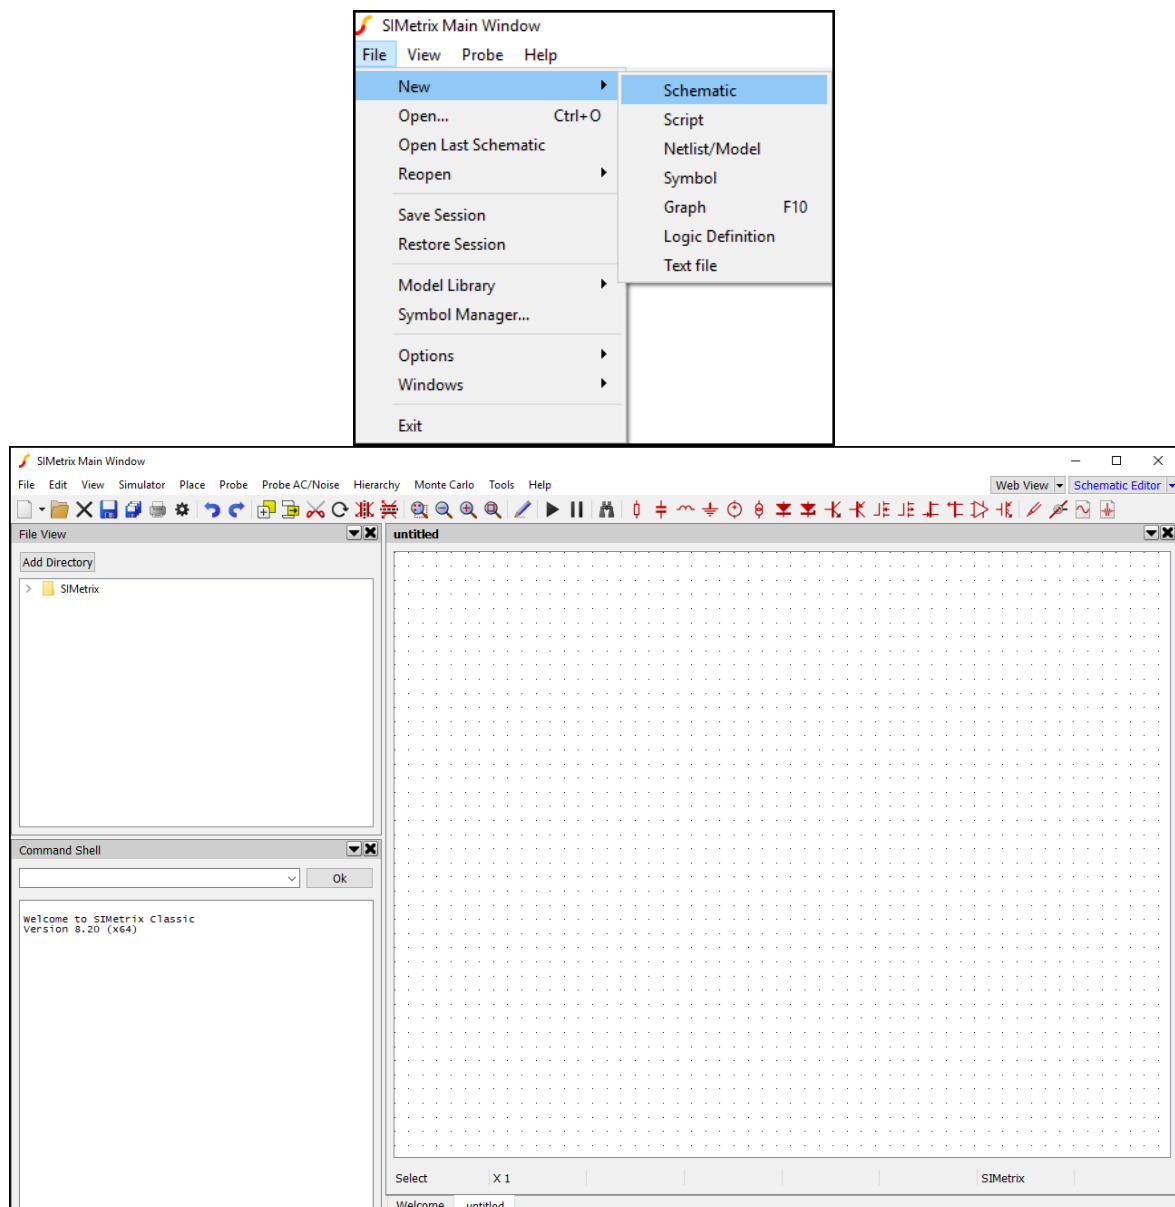 SIMetrix Main Window
File View Probe Help
New
Open... Ctrl+O
Open Last Schematic
Reopen
Save Session
Restore Session
Model Library
Symbol Manager...
Options
Windows
Exit
Schematic
Script
Netlist/Model
Symbol
Graph F10
Logic Definition
Text file
SIMetrix Main Window
File Edit View Simulator Place Probe Probe AC/Noise Hierarchy Monte Carlo Tools Help
Web View Schematic Editor
File View
Add Directory
SIMetrix
Command Shell
Ok
Welcome to SIMetrix Classic
Version 8.20 (x64)
untitled
Select X 1 SIMetrix
Welcome untitled